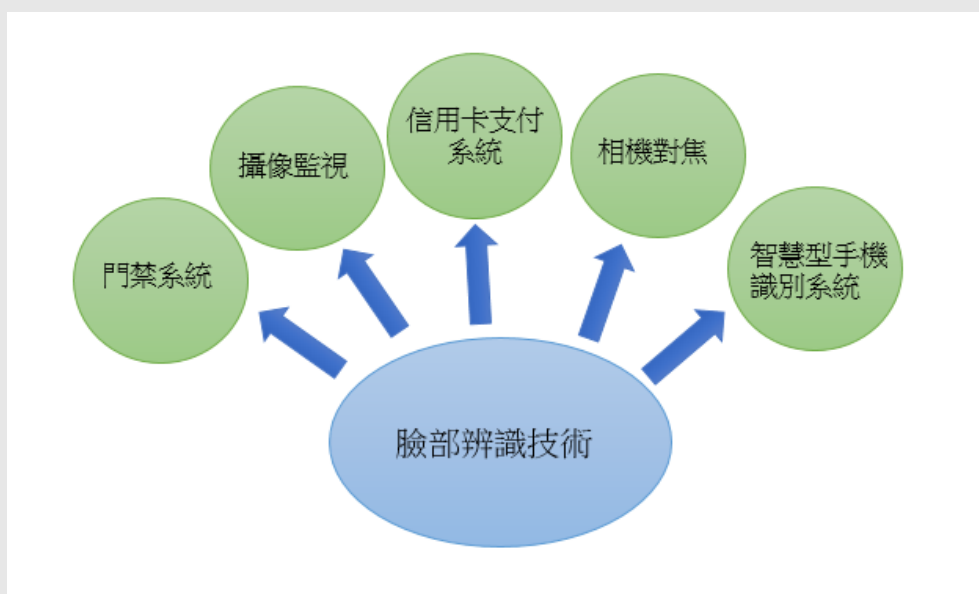 信用卡支付
系統
相機對焦
攝像監視
智慧型手機
識別系統
門禁系統
臉部辨識技術